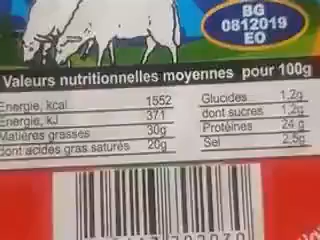 BG
0812019
EO
Valeurs nutritionnelles moyennes pour 100g
Energie, kcal 1552
Energie, kJ 371
Matières grasses 30g
dont acides gras saturés 20g
Glucides 1,2g
dont sucres 1,2g
Protéines 24 g
Sel 2,5g